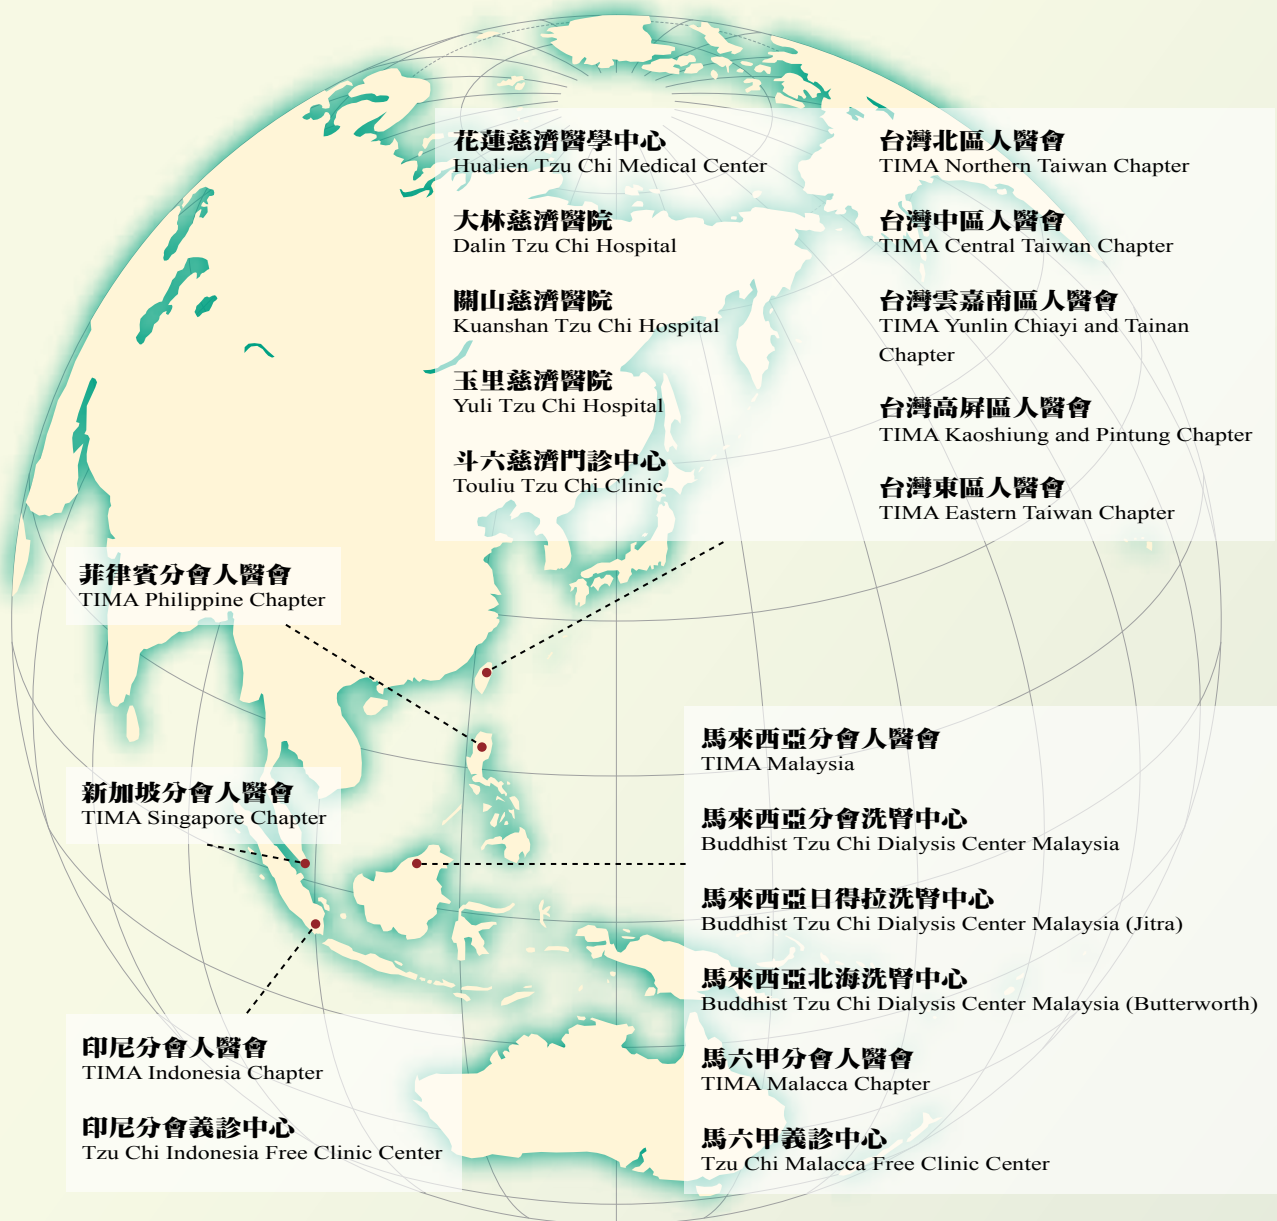 花蓮慈濟醫學中心
Hualien Tzu Chi Medical Center
大林慈濟醫院
Dalin Tzu Chi Hospital
關山慈濟醫院
Kuanshan Tzu Chi Hospital
玉里慈濟醫院
Yuli Tzu Chi Hospital
斗六慈濟門診中心
Touliu Tzu Chi Clinic
台灣北區人醫會
TIMA Northern Taiwan Chapter
台灣中區人醫會
TIMA Central Taiwan Chapter
台灣雲嘉南區人醫會
TIMA Yunlin Chiayi and Tainan
Chapter
台灣高屏區人醫會
TIMA Kaoshiung and Pintung Chapter
台灣東區人醫會
TIMA Eastern Taiwan Chapter
菲律賓分會人醫會
TIMA Philippine Chapter
新加坡分會人醫會
TIMA Singapore Chapter
馬來西亞分會人醫會
TIMA Malaysia
馬來西亞分會洗腎中心
Buddhist Tzu Chi Dialysis Center Malaysia
馬來西亞日得拉洗腎中心
Buddhist Tzu Chi Dialysis Center Malaysia (Jitra)
馬來西亞北海洗腎中心
Buddhist Tzu Chi Dialysis Center Malaysia (Butterworth)
馬六甲分會人醫會
TIMA Malacca Chapter
馬六甲義診中心
Tzu Chi Malacca Free Clinic Center
印尼分會人醫會
TIMA Indonesia Chapter
印尼分會義診中心
Tzu Chi Indonesia Free Clinic Center